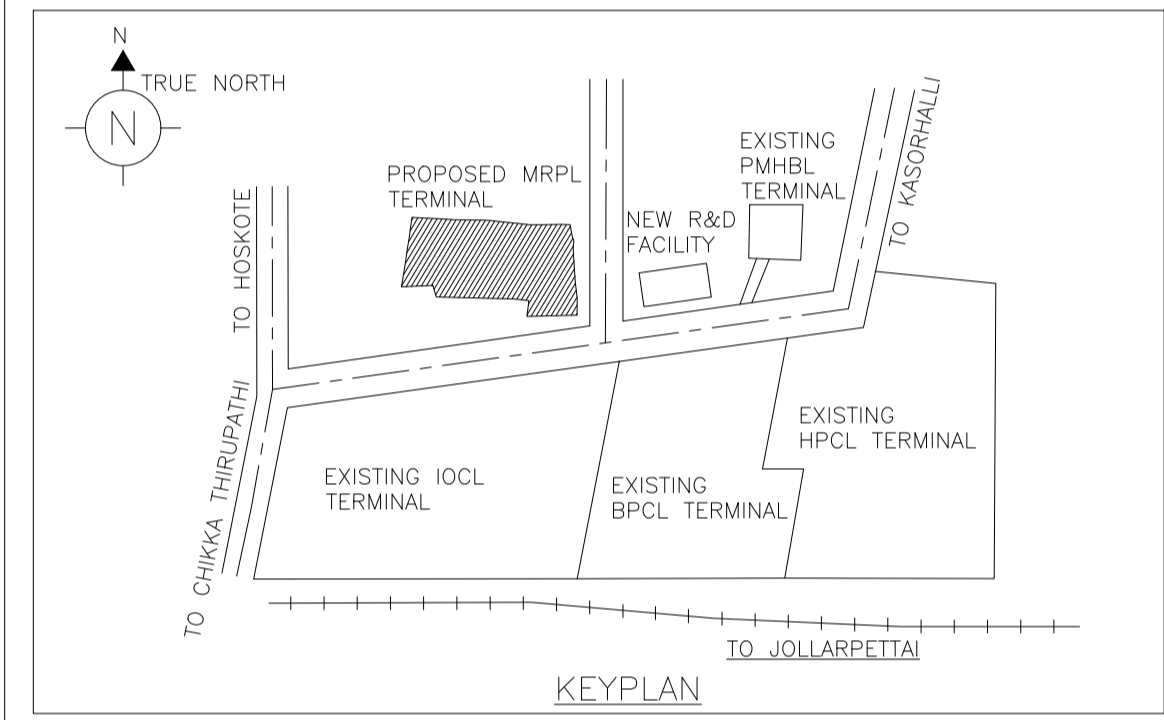 N
TRUE NORTH
N
PROPOSED MRPL
TERMINAL
EXISTING
PMHBL
TERMINAL
NEW R&D
FACILITY
TO HOSKOTE
TO KASORHALLI
TO CHIKKA THIRUPATHI
EXISTING IOCL
TERMINAL
EXISTING
BPCL TERMINAL
EXISTING
HPCL TERMINAL
TO JOLLARPETTAI
KEYPLAN